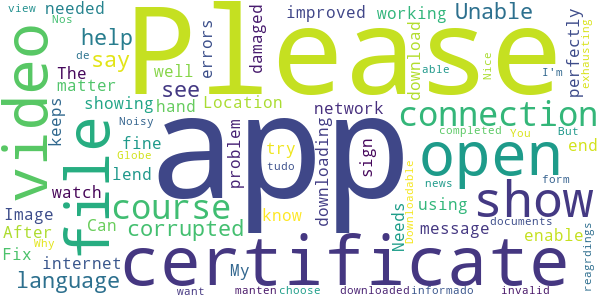 view needed
Nos
de
help
say
improved
working
Unable
errors
damaged
The
matter
see
well
download
able
Nice
I'm
perfectly
exhausting
Please
video
keeps
showing
Noisy
hand
Location
network
connection
file
fine
Globe
lend
problem
try
tudo
sign
app
completed
You
But
end
open
watch
course
know
downloading
Downloadable
news
form
show
Image
Can
corrupted
Needs
using
message
documents
enable
After
Why
Fix
internet
language
My
certificate
reagrdings
want
manten
choose
downloaded
informado
invalid